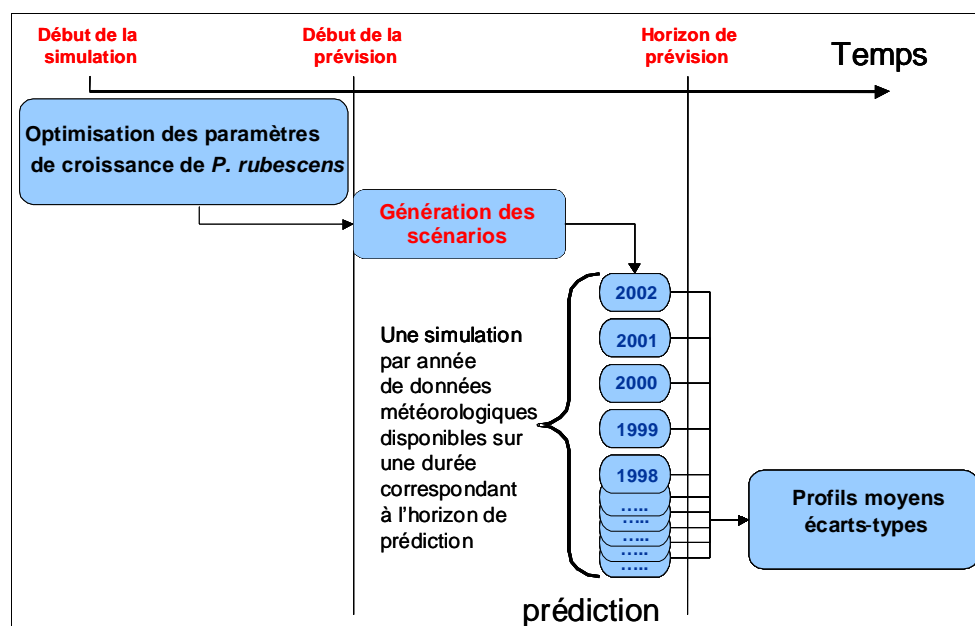 Début de la
simulation
Début de la
prévision
Horizon de
prévision
Temps
Optimisation des paramètres
de croissance de P. rubescens
Génération des
scénarios
Une simulation
par année
de données
météorologiques
disponibles sur
une durée
correspondant
à l'horizon de
prédiction
2002
2001
2000
1999
1998
.....
.....
.....
.....
.....
Profils moyens
écarts-types
prédiction